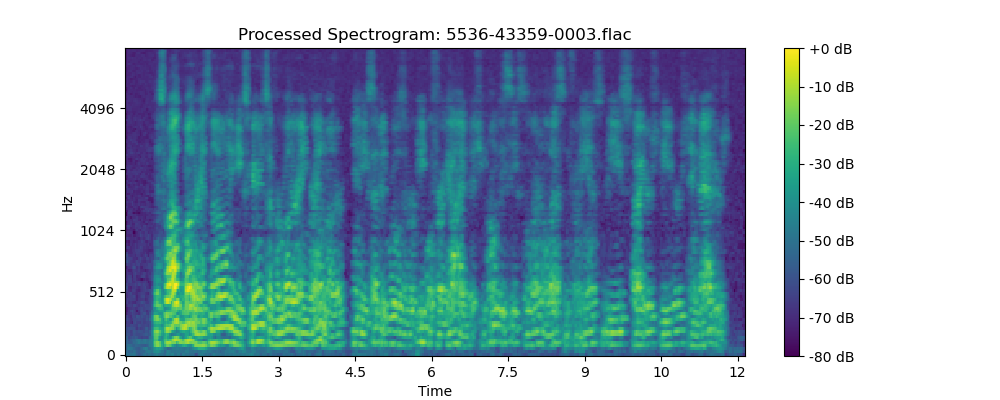 Processed Spectrogram: 5536-43359-0003.flac
Hz
4096
2048
1024
512
0
0 1.5 3 4.5 6 7.5 9 10 12
Time
+0 dB
-10 dB
-20 dB
-30 dB
-40 dB
-50 dB
-60 dB
-70 dB
-80 dB